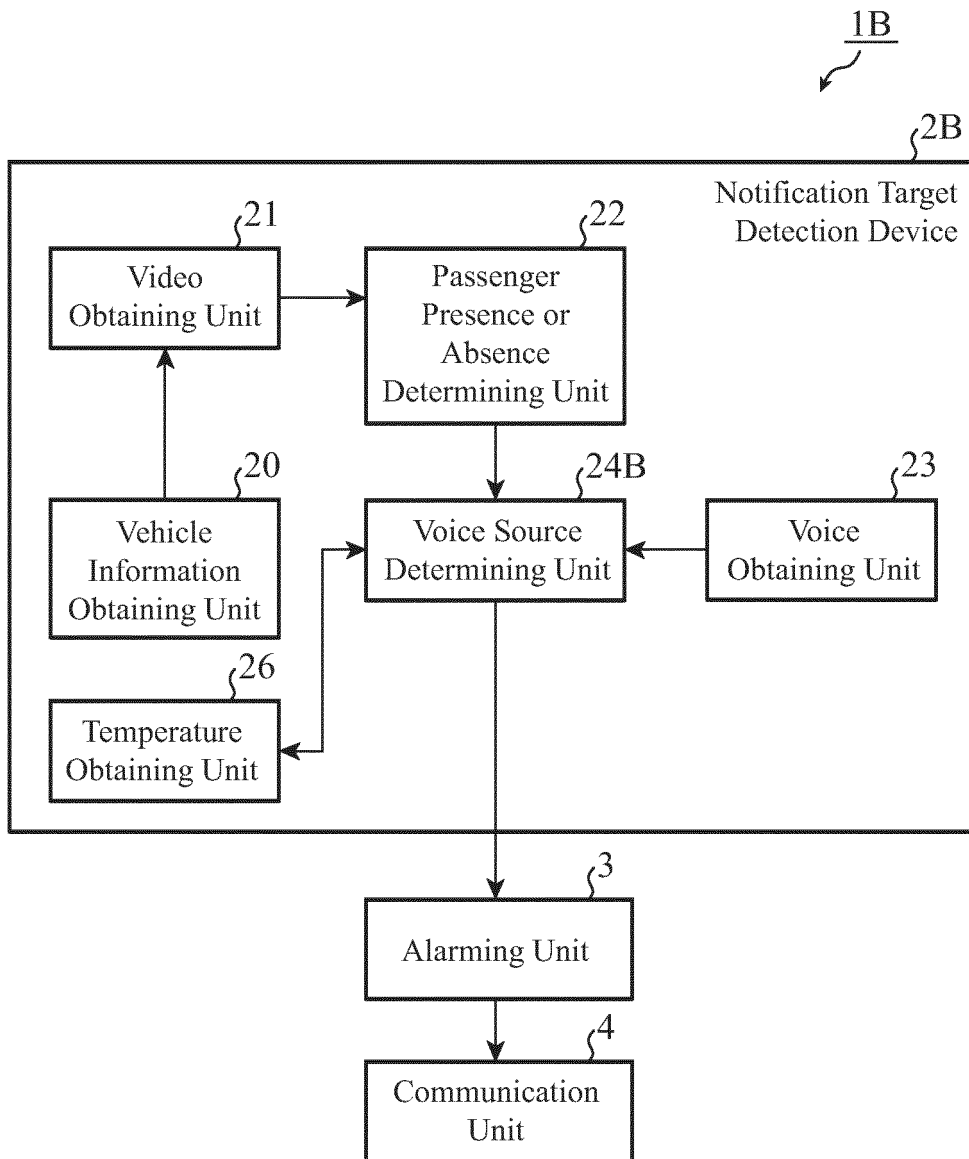 1B
2B
Notification Target
Detection Device
21
Video
Obtaining Unit
22
Passenger
Presence or
Absence
Determining Unit
20
Vehicle
Information
Obtaining Unit
24B
Voice Source
Determining Unit
23
Voice
Obtaining Unit
26
Temperature
Obtaining Unit
3
Alarming Unit
4
Communication
Unit